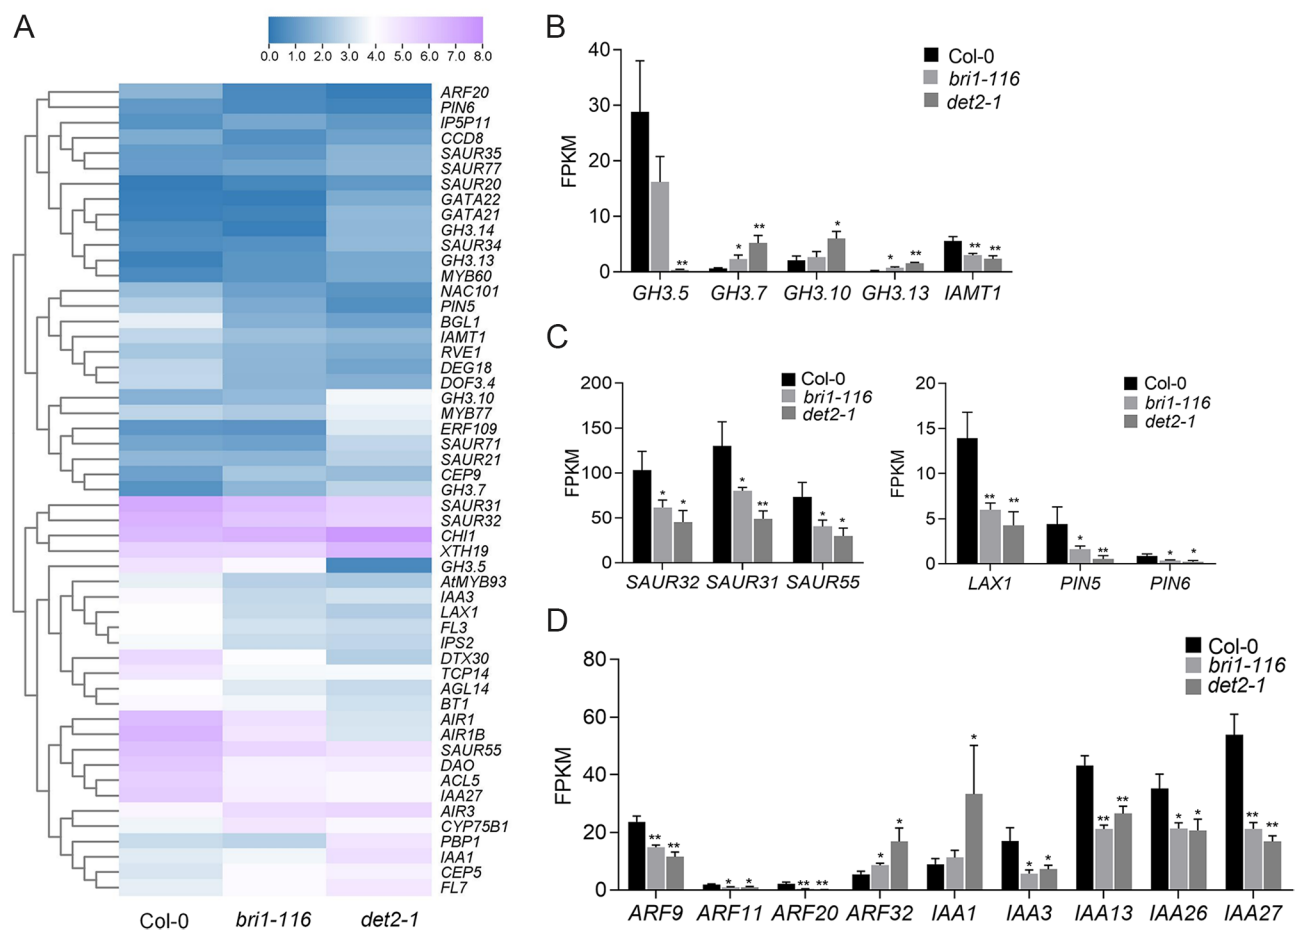 A
0.0 1.0 2.0 3.0 4.0 5.0 6.0 7.0 8.0
ARF20
PIN6
IP5P11
CCD8
SAUR35
SAUR77
SAUR20
GATA22
GATA21
GH3.14
SAUR34
GH3.13
MYB60
NAC101
PIN5
BGL1
IAMT1
RVE1
DEG18
DOF3.4
GH3.10
MYB77
ERF109
SAUR71
SAUR21
CEP9
GH3.7
SAUR31
SAUR32
CHI1
XTH19
GH3.5
AtMYB93
IAA3
LAX1
FL3
IPS2
DTX30
TCP14
AGL14
BT1
AIR1
AIR1B
SAUR55
DAO
ACL5
IAA27
AIR3
CYP75B1
PBP1
IAA1
CEP5
FL7
Col-0 bri1-116 det2-1
B
FPKM
40
30
20
10
0
Col-0
bri1-116
det2-1
** * ** * * ** ** **
GH3.5 GH3.7 GH3.10 GH3.13 IAMT1
C
FPKM
200
150
100
50
0
Col-0
bri1-116
det2-1
* * * ** * *
SAUR32 SAUR31 SAUR55
FPKM
20
15
10
5
0
Col-0
bri1-116
det2-1
** ** * ** * *
LAX1 PIN5 PIN6
D
FPKM
80
60
40
20
0
Col-0
bri1-116
det2-1
** ** * * ** ** * * * * * ** ** * * ** **
ARF9 ARF11 ARF20 ARF32 IAA1 IAA3 IAA13 IAA26 IAA27